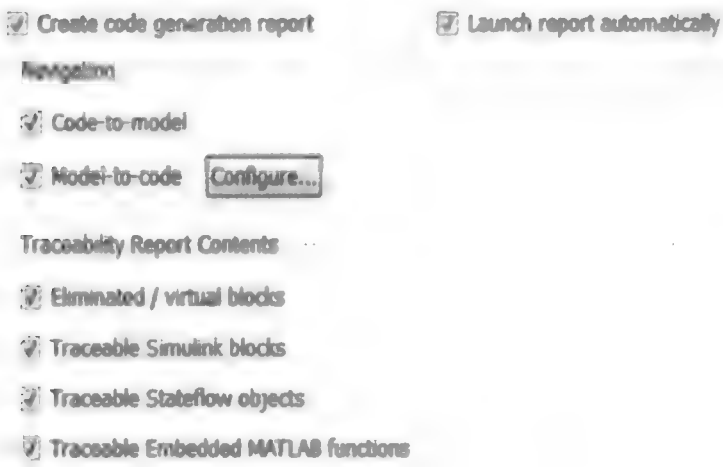 Create code generation report Launch report automatically
Navigation
Code-to-model
Model-to-code Configure...
Traceability Report Contents
Eliminated / virtual blocks
Traceable Simulink blocks
Traceable Stateflow objects
Traceable Embedded MATLAB functions